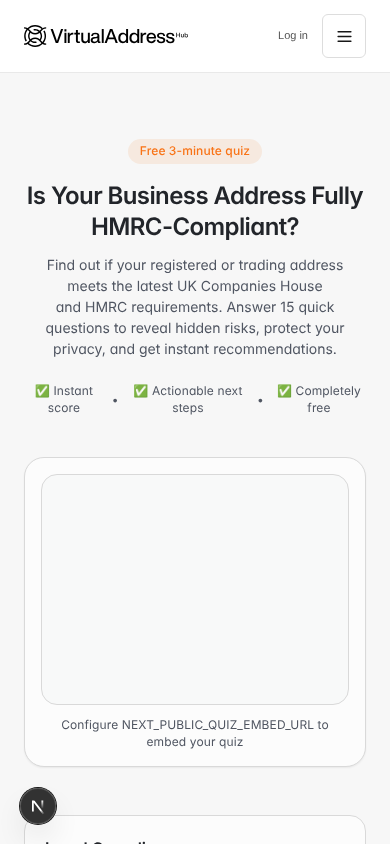 VirtualAddress Hub
Log in
Free 3-minute quiz
Is Your Business Address Fully
HMRC-Compliant?
Find out if your registered or trading address
meets the latest UK Companies House
and HMRC requirements. Answer 15 quick
questions to reveal hidden risks, protect your
privacy, and get instant recommendations.
✅ Instant
score
•
✅ Actionable next
steps
•
✅ Completely
free
Configure NEXT_PUBLIC_QUIZ_EMBED_URL to
embed your quiz
N